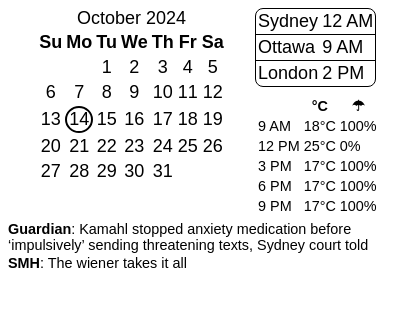 October 2024
Su Mo Tu We Th Fr Sa
1 2 3 4 5
6 7 8 9 10 11 12
13 14 15 16 17 18 19
20 21 22 23 24 25 26
27 28 29 30 31
Sydney 12 AM
Ottawa 9 AM
London 2 PM
°C ☂
9 AM 18°C 100%
12 PM 25°C 0%
3 PM 17°C 100%
6 PM 17°C 100%
9 PM 17°C 100%
Guardian: Kamahl stopped anxiety medication before
‘impulsively’ sending threatening texts, Sydney court told
SMH: The wiener takes it all